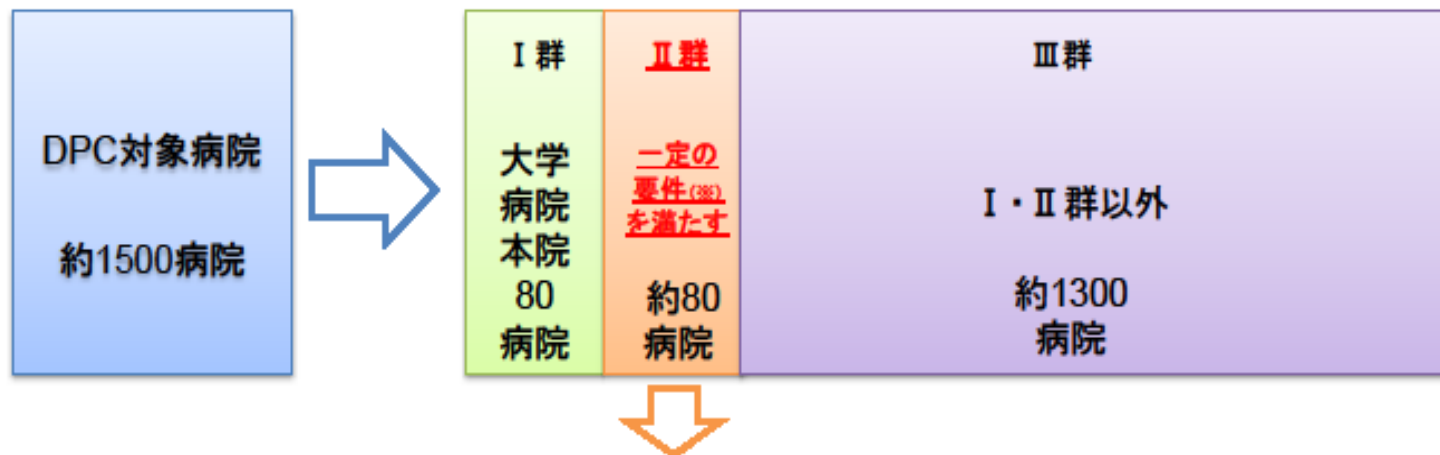 DPC対象病院
約1500病院
Ⅰ群
大学
病院
本院
80
病院
Ⅱ群
一定の
要件(※)
を満たす
約80
病院
Ⅲ群
Ⅰ・Ⅱ群以外
約1300
病院